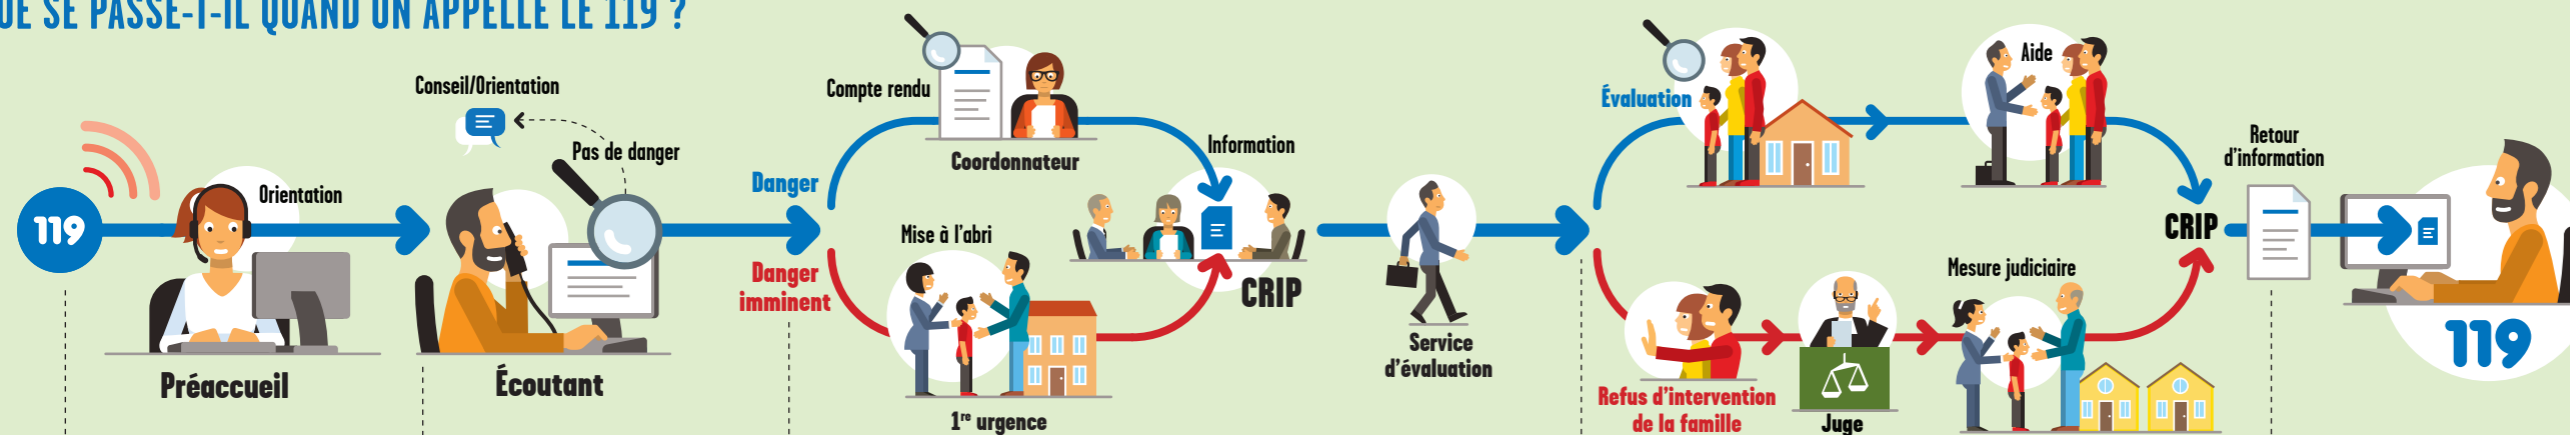 UE SE PASSE-T-IL QUAND ON APPELLE LE 119 ?
119
Orientation
Préaccueil
Conseil/Orientation
Pas de danger
Écoutant
Danger
Danger
imminent
Compte rendu
Coordonnateur
Mise à l'abri
1re urgence
Information
CRIP
Service
d'évaluation
Évaluation
Aide
Refus d'intervention
de la famille
Juge
Mesure judiciaire
CRIP
Retour
d'information
119